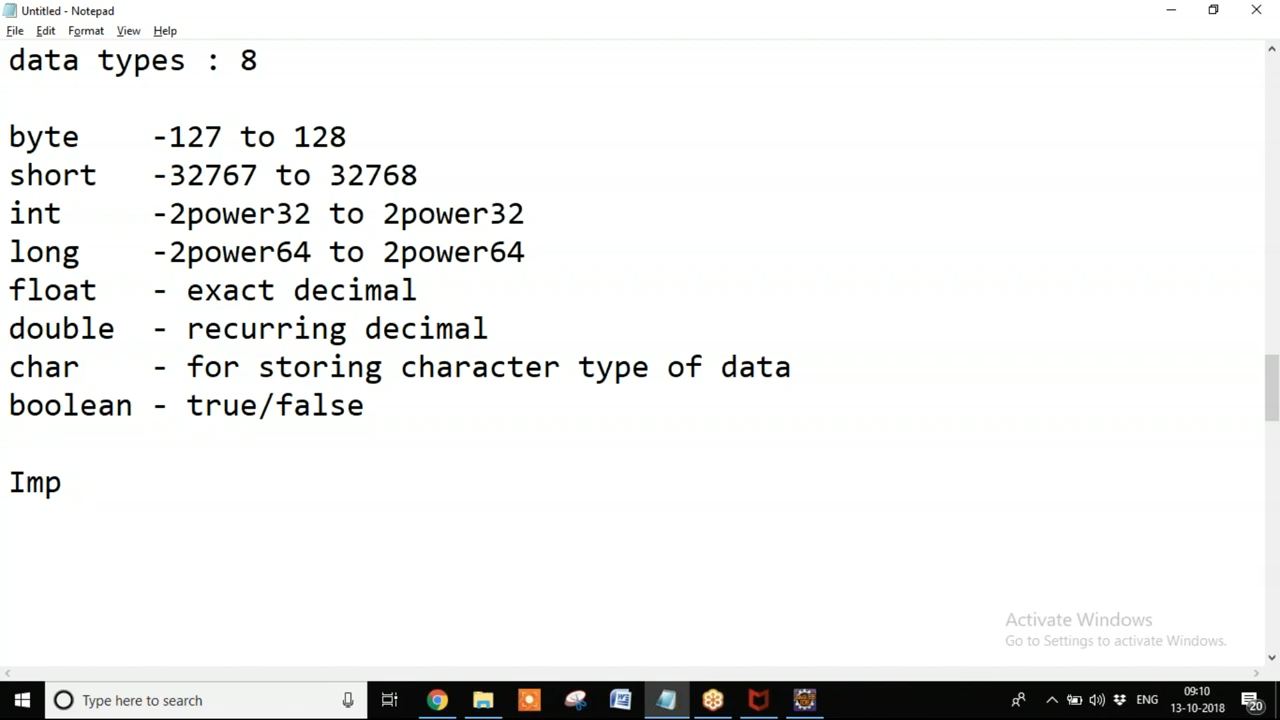 Untitled - Notepad
File Edit Format View Help
data types : 8
byte -127 to 128
short -32767 to 32768
int -2power32 to 2power32
long -2power64 to 2power64
float - exact decimal
double - recurring decimal
char - for storing character type of data
boolean - true/false
Imp
Activate Windows
Go to Settings to activate Windows.
Type here to search
ENG
09:10
13-10-2018
20